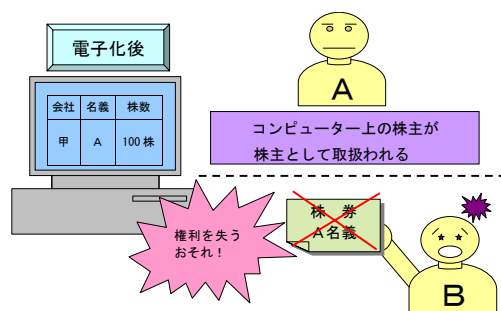 電子化後
会社 名義 株数
甲 A 100株
A
コンピューター上の株主が
株主として取扱われる
権利を失う
おそれ！
株 券
A名義
B